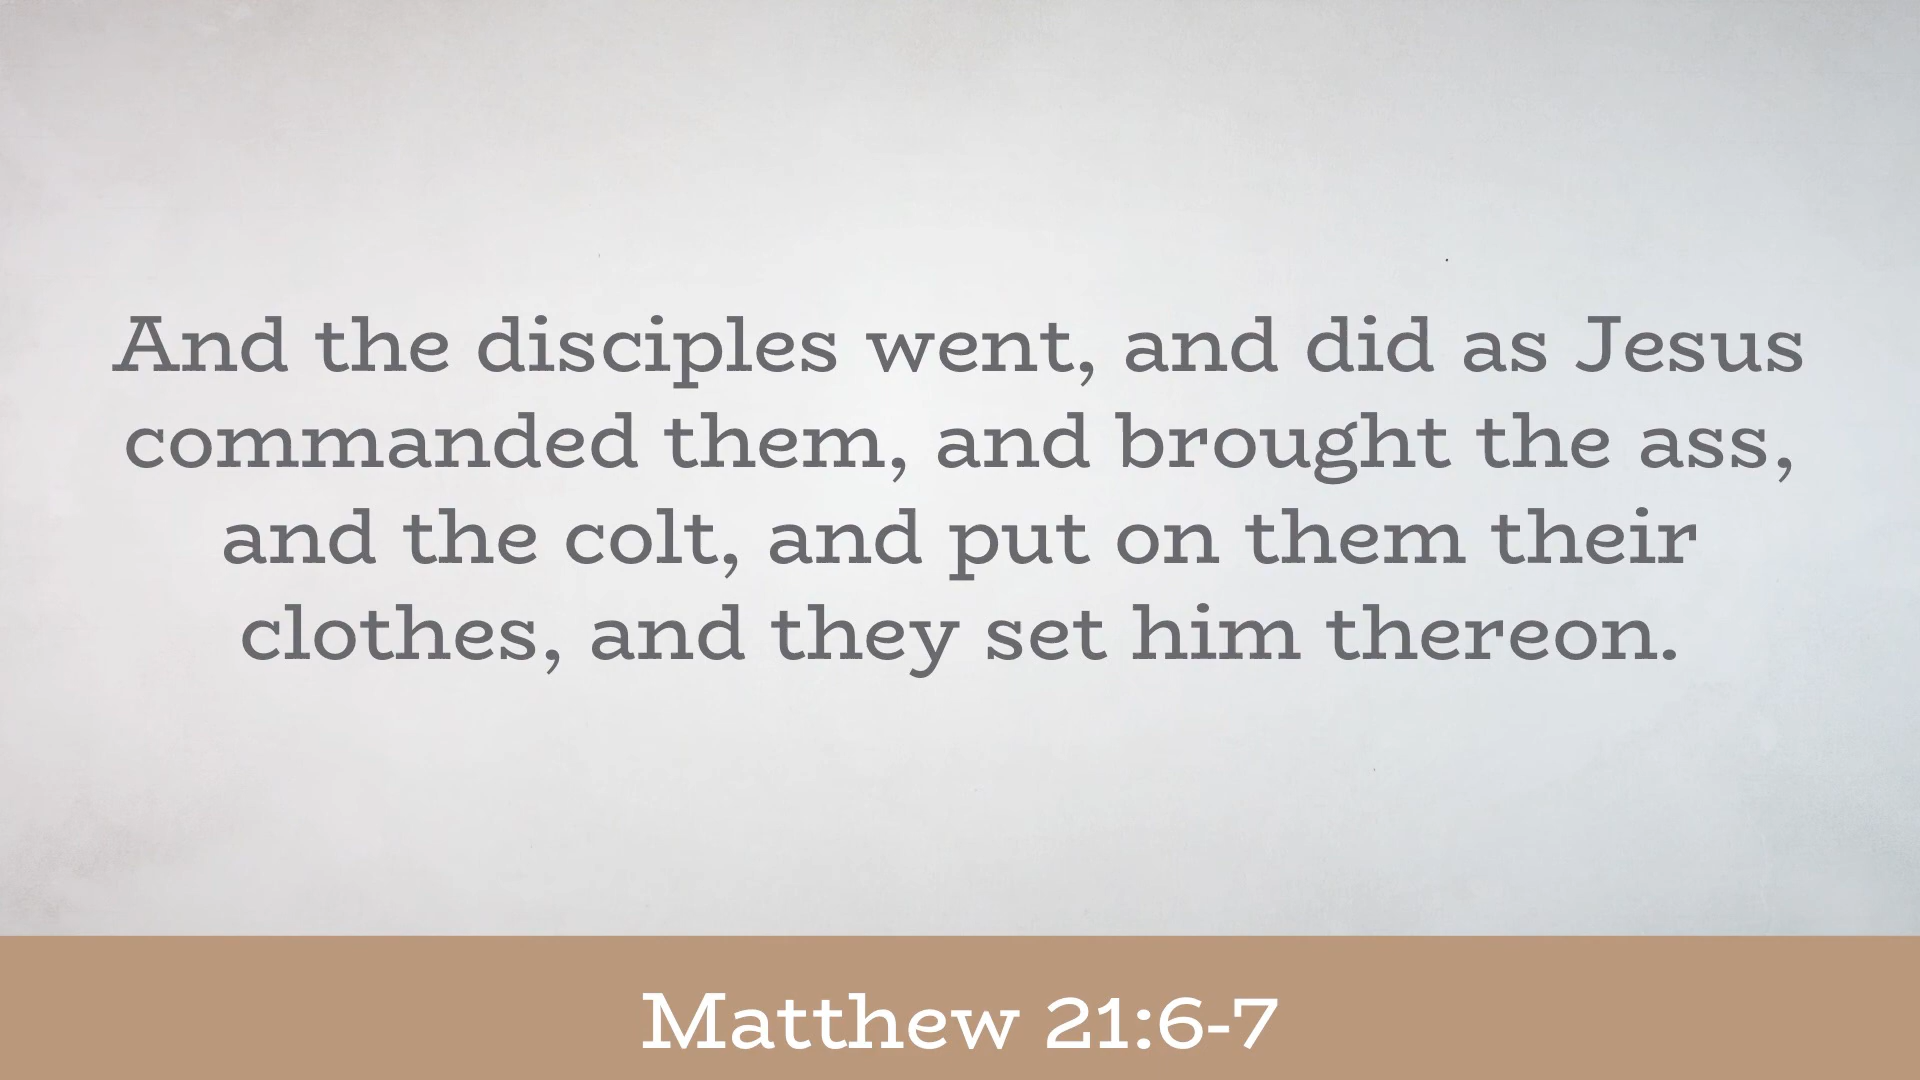 And the disciples went, and did as Jesus
commanded them, and brought the ass,
and the colt, and put on them their
clothes, and they set him thereon.
Matthew 21:6-7